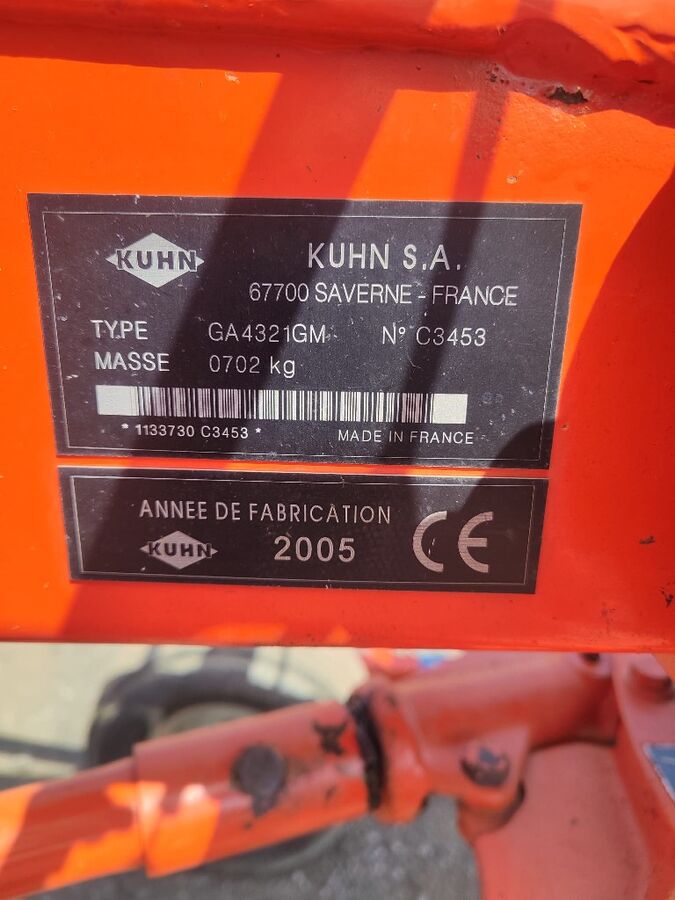 KUHN
KUHN S.A.
67700 SAVERNE - FRANCE
TYPE GA4321GM N° C3453
MASSE 0702 kg
* 1133730 C3453 *
MADE IN FRANCE
ANNEE DE FABRICATION
KUHN 2005 CE